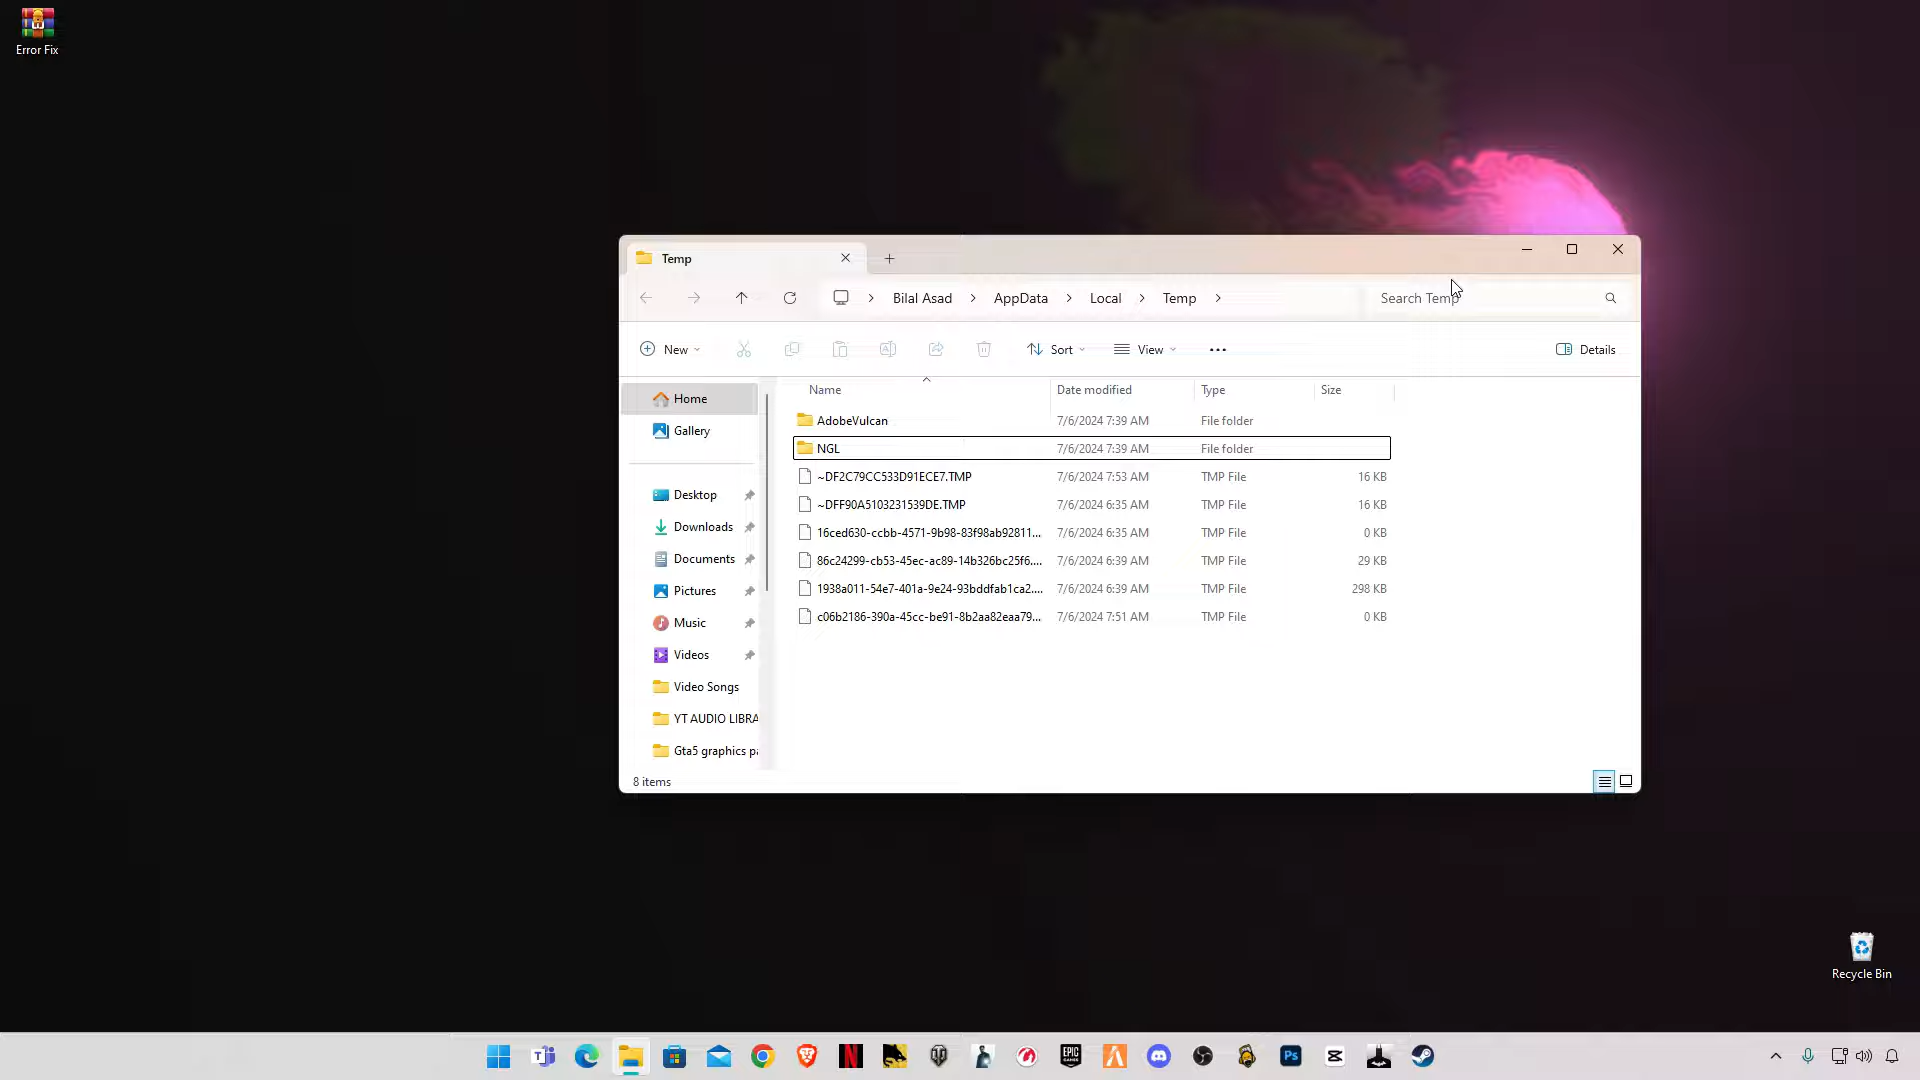 Error Fix
Temp
Bilal Asad
AppData
Local
Temp
Search Temp
New
Sort
View
Details
Home
Gallery
Desktop
Downloads
Documents
Pictures
Music
Videos
Video Songs
YT AUDIO LIBRA
Gta5 graphics pa
Name Date modified Type Size
AdobeVulcan 7/6/2024 7:39 AM File folder
NGL 7/6/2024 7:39 AM File folder
~DF2C79CC533D91ECE7.TMP 7/6/2024 7:53 AM TMP File 16 KB
~DFF90A5103231539DE.TMP 7/6/2024 6:35 AM TMP File 16 KB
16ced630-ccbb-4571-9b98-83f98ab92811... 7/6/2024 6:35 AM TMP File 0 KB
86c24299-cb53-45ec-ac89-14b326bc25f6.... 7/6/2024 6:39 AM TMP File 29 KB
1938a011-54e7-401a-9e24-93bddfab1ca2.... 7/6/2024 6:39 AM TMP File 298 KB
c06b2186-390a-45cc-be91-8b2aa82eaa79... 7/6/2024 7:51 AM TMP File 0 KB
8 items
Recycle Bin
N
EPIC
GAMES
Ps